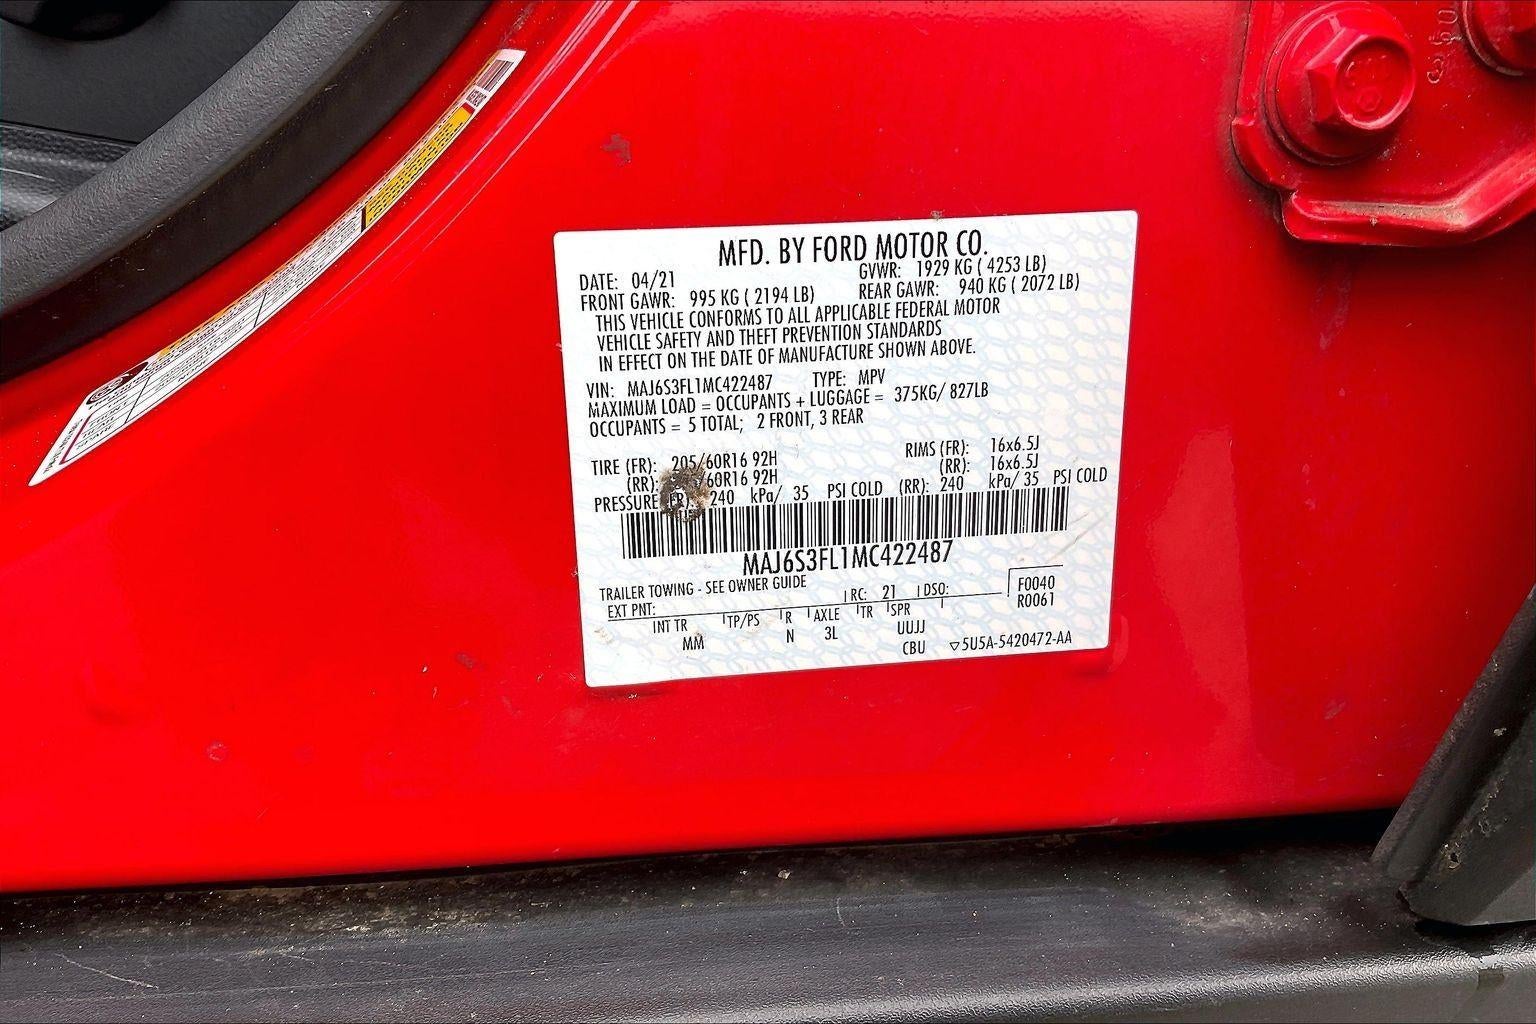 MFD. BY FORD MOTOR CO.
DATE: 04/21 GVWR: 1929 KG ( 4253 LB)
FRONT GAWR: 995 KG ( 2194 LB) REAR GAWR: 940 KG ( 2072 LB)
THIS VEHICLE CONFORMS TO ALL APPLICABLE FEDERAL MOTOR
VEHICLE SAFETY AND THEFT PREVENTION STANDARDS
IN EFFECT ON THE DATE OF MANUFACTURE SHOWN ABOVE.
VIN: MAJ6S3FL1MC422487 TYPE: MPV
MAXIMUM LOAD = OCCUPANTS + LUGGAGE = 375KG/ 827LB
OCCUPANTS = 5 TOTAL; 2 FRONT, 3 REAR
TIRE (FR): 205/60R16 92H RIMS (FR): 16x6.5J
(RR): /60R16 92H (RR): 16x6.5J
PRESSURE (FR): 240 kPa/ 35 PSI COLD (RR): 240 kPa/ 35 PSI COLD
MAJ6S3FL1MC422487
TRAILER TOWING - SEE OWNER GUIDE
EXT PNT: RC: 21 DSO: F0040
R0061
INT TR TP/PS R AXLE TR SPR
MM N 3L UUJJ
CBU ▽5U5A-5420472-AA